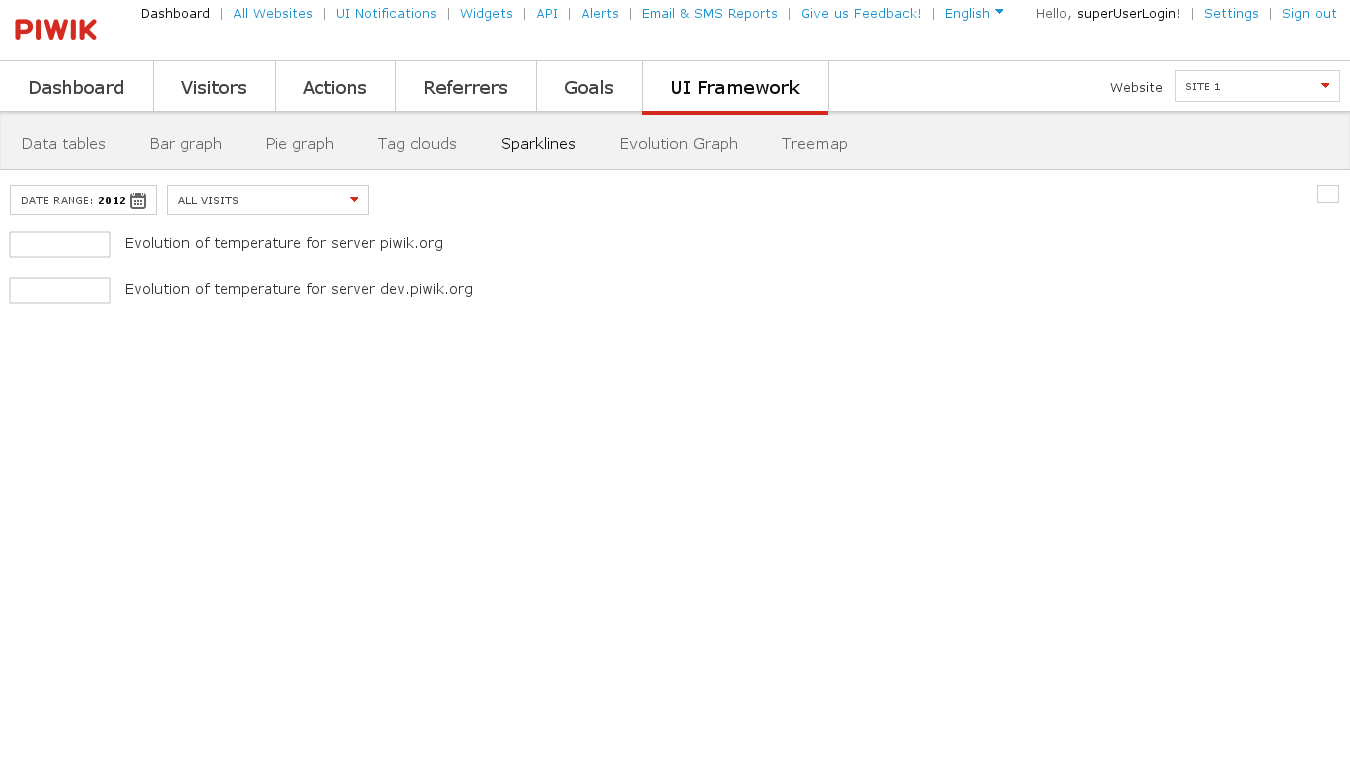 PIWIK
Dashboard | All Websites | UI Notifications | Widgets | API | Alerts | Email & SMS Reports | Give us Feedback! | English
Hello, superUserLogin! | Settings | Sign out
Dashboard Visitors Actions Referrers Goals UI Framework
Website SITE 1
Data tables Bar graph Pie graph Tag clouds Sparklines Evolution Graph Treemap
DATE RANGE: 2012 ALL VISITS
Evolution of temperature for server piwik.org
Evolution of temperature for server dev.piwik.org